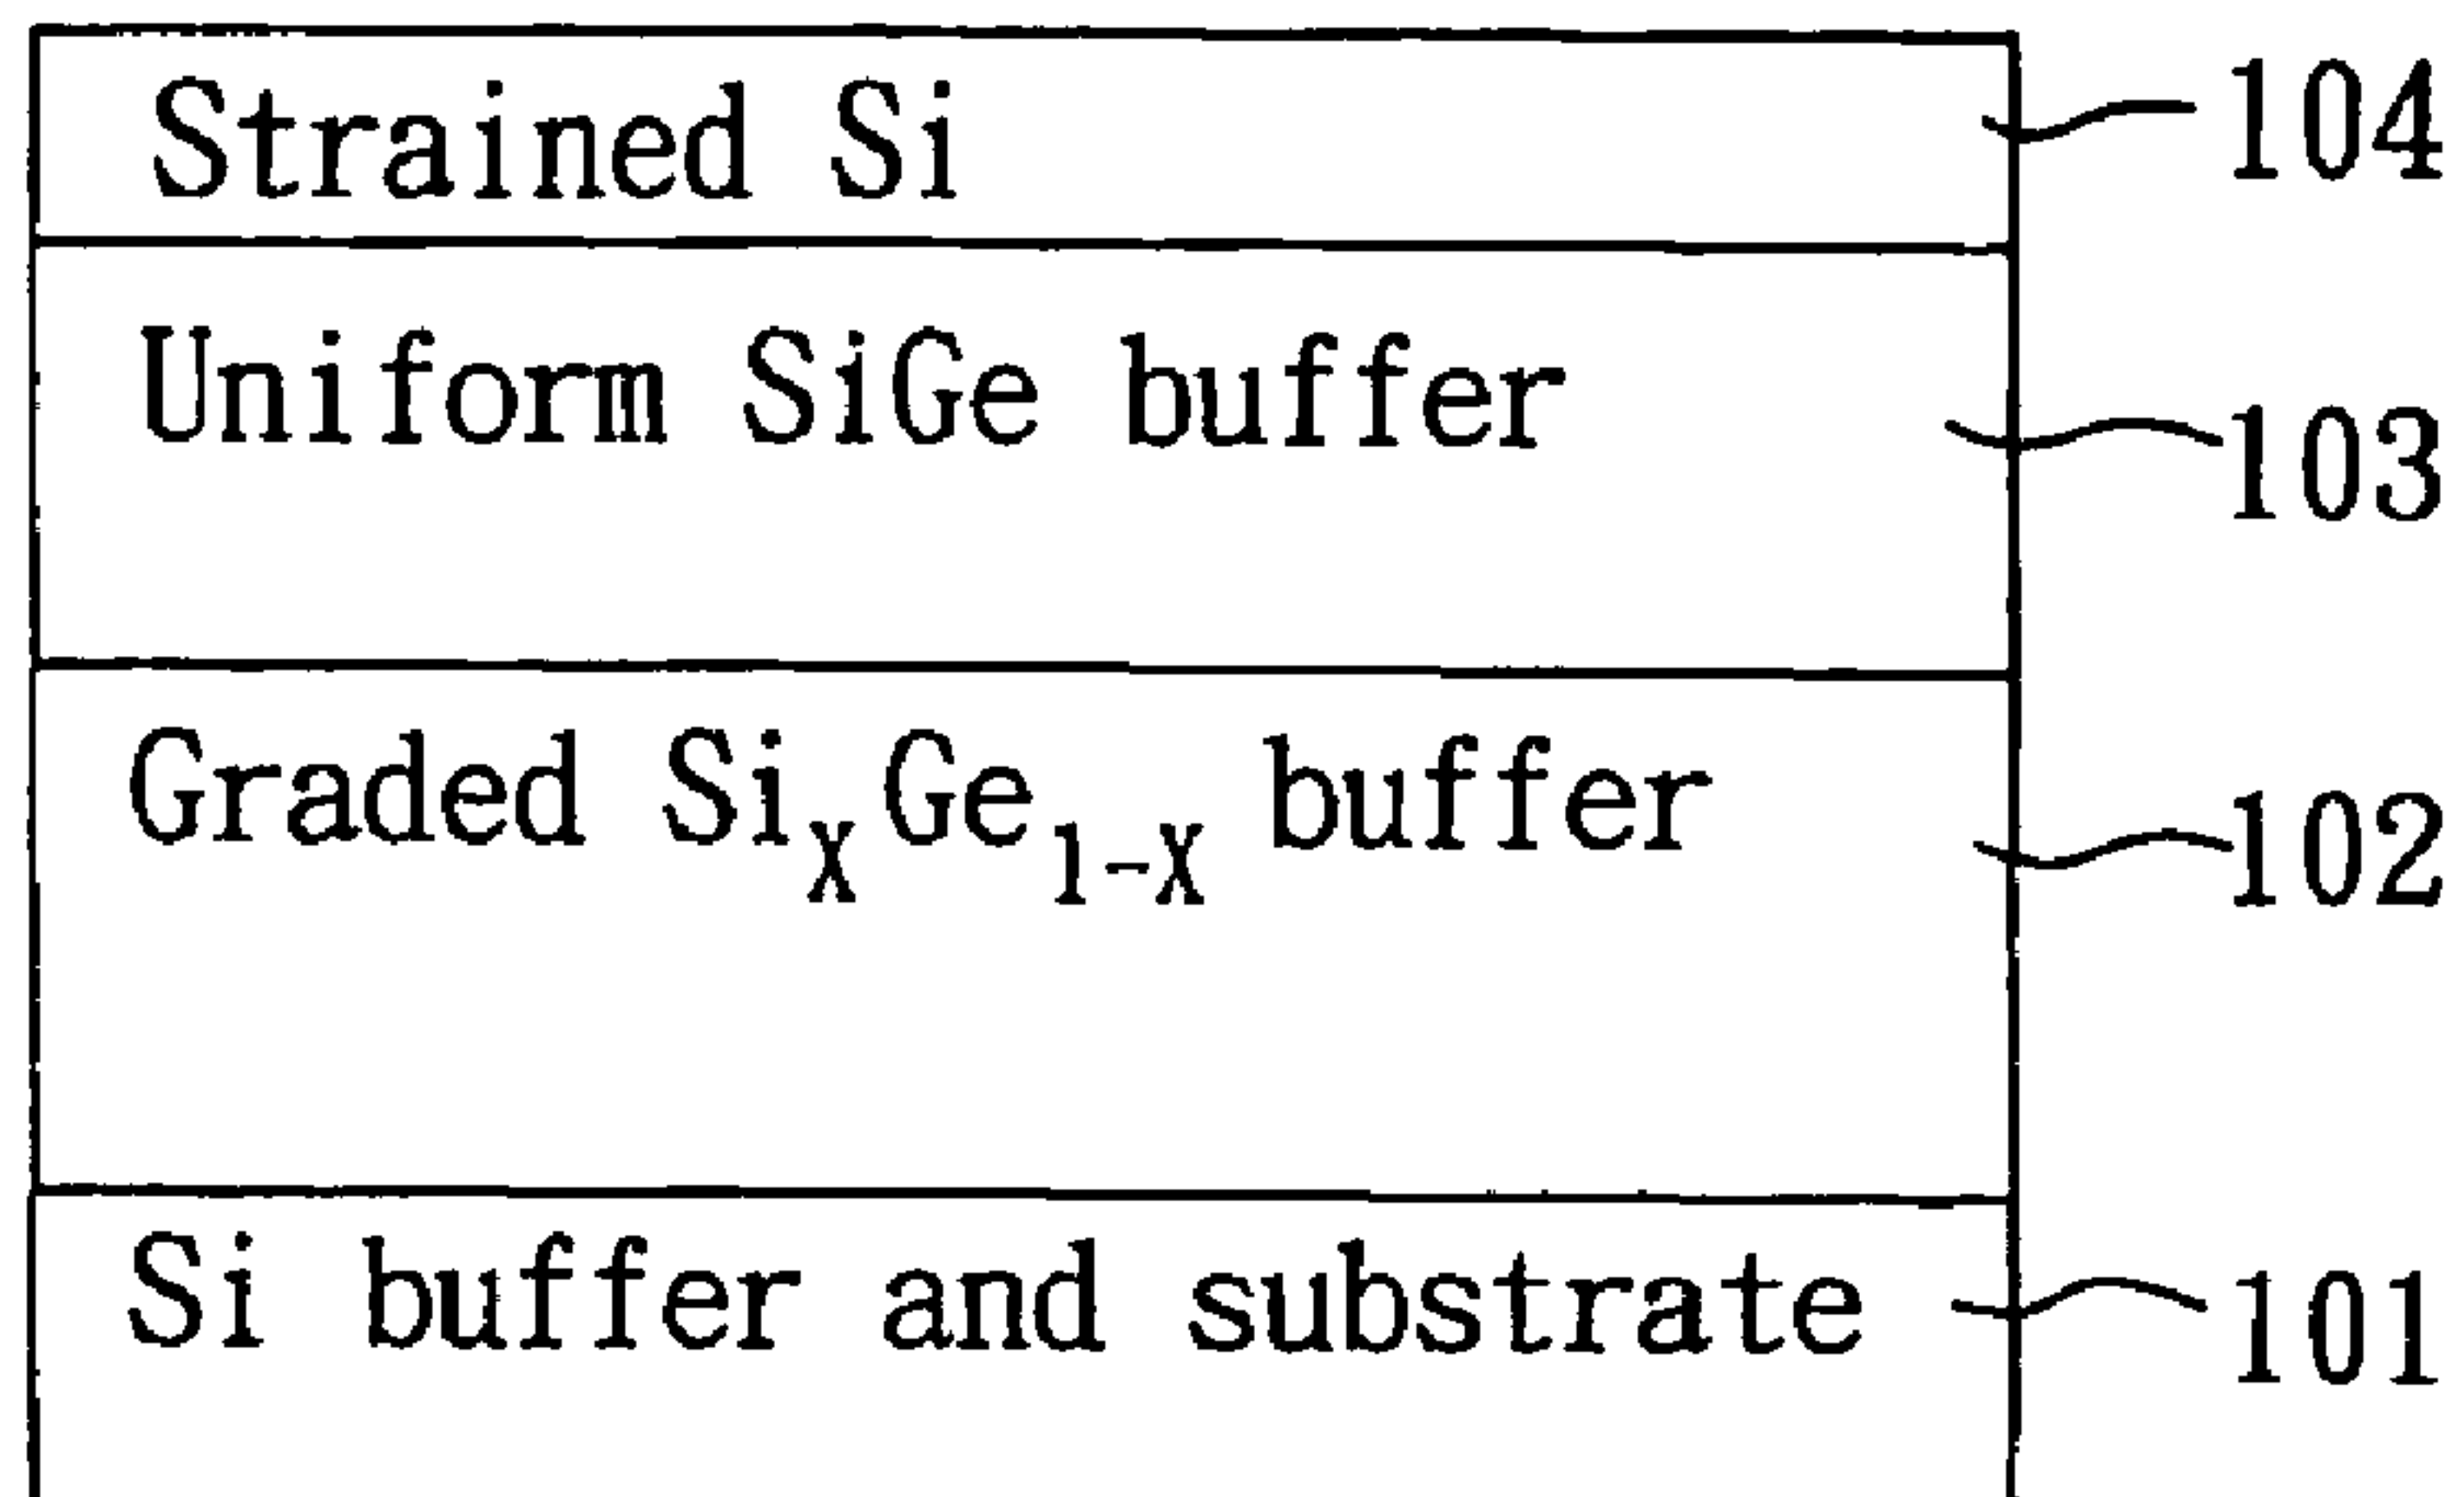 Strained Si 104
Uniform SiGe buffer 103
Graded SiₓGe₁₋ₓ buffer 102
Si buffer and substrate 101